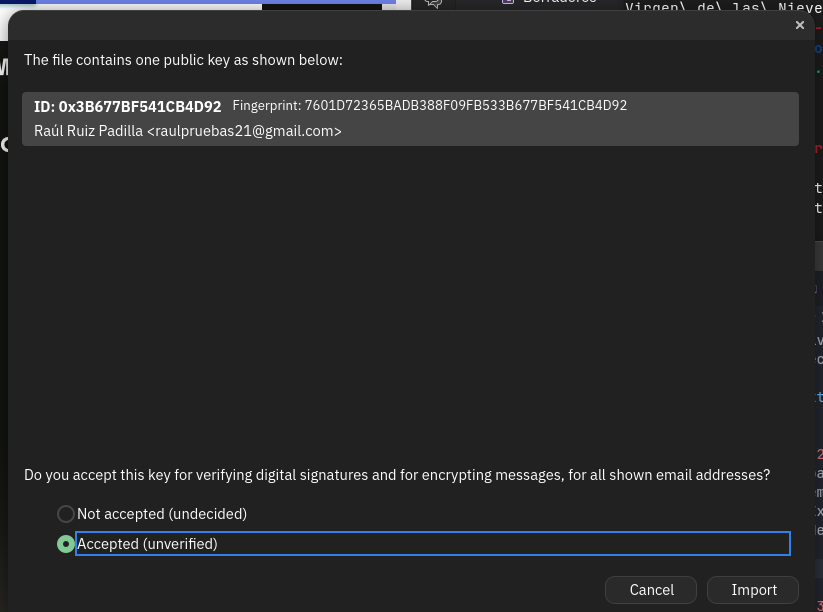 Virgen\ de\ las\ Nieve
The file contains one public key as shown below:
ID: 0x3B677BF541CB4D92 Fingerprint: 7601D72365BADB388F09FB533B677BF541CB4D92
Raúl Ruiz Padilla <raulpruebas21@gmail.com>
Do you accept this key for verifying digital signatures and for encrypting messages, for all shown email addresses?
Not accepted (undecided)
Accepted (unverified)
Cancel
Import